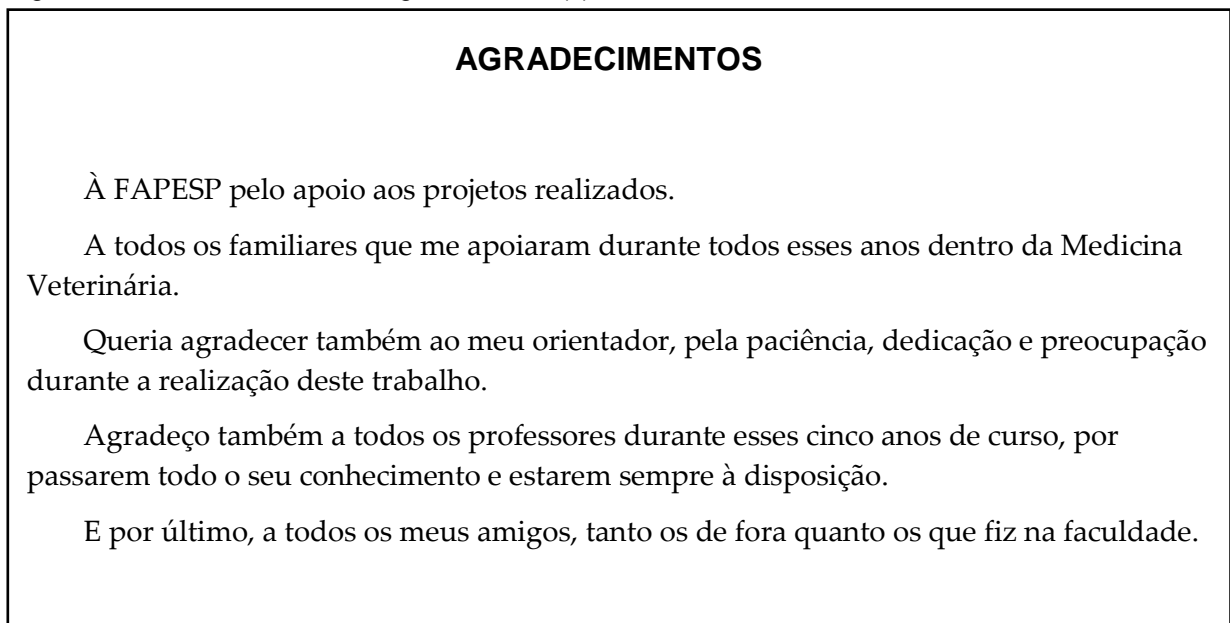 AGRADECIMENTOS
À FAPESP pelo apoio aos projetos realizados.
A todos os familiares que me apoiaram durante todos esses anos dentro da Medicina
Veterinária.
Queria agradecer também ao meu orientador, pela paciência, dedicação e preocupação
durante a realização deste trabalho.
Agradeço também a todos os professores durante esses cinco anos de curso, por
passarem todo o seu conhecimento e estarem sempre à disposição.
E por último, a todos os meus amigos, tanto os de fora quanto os que fiz na faculdade.